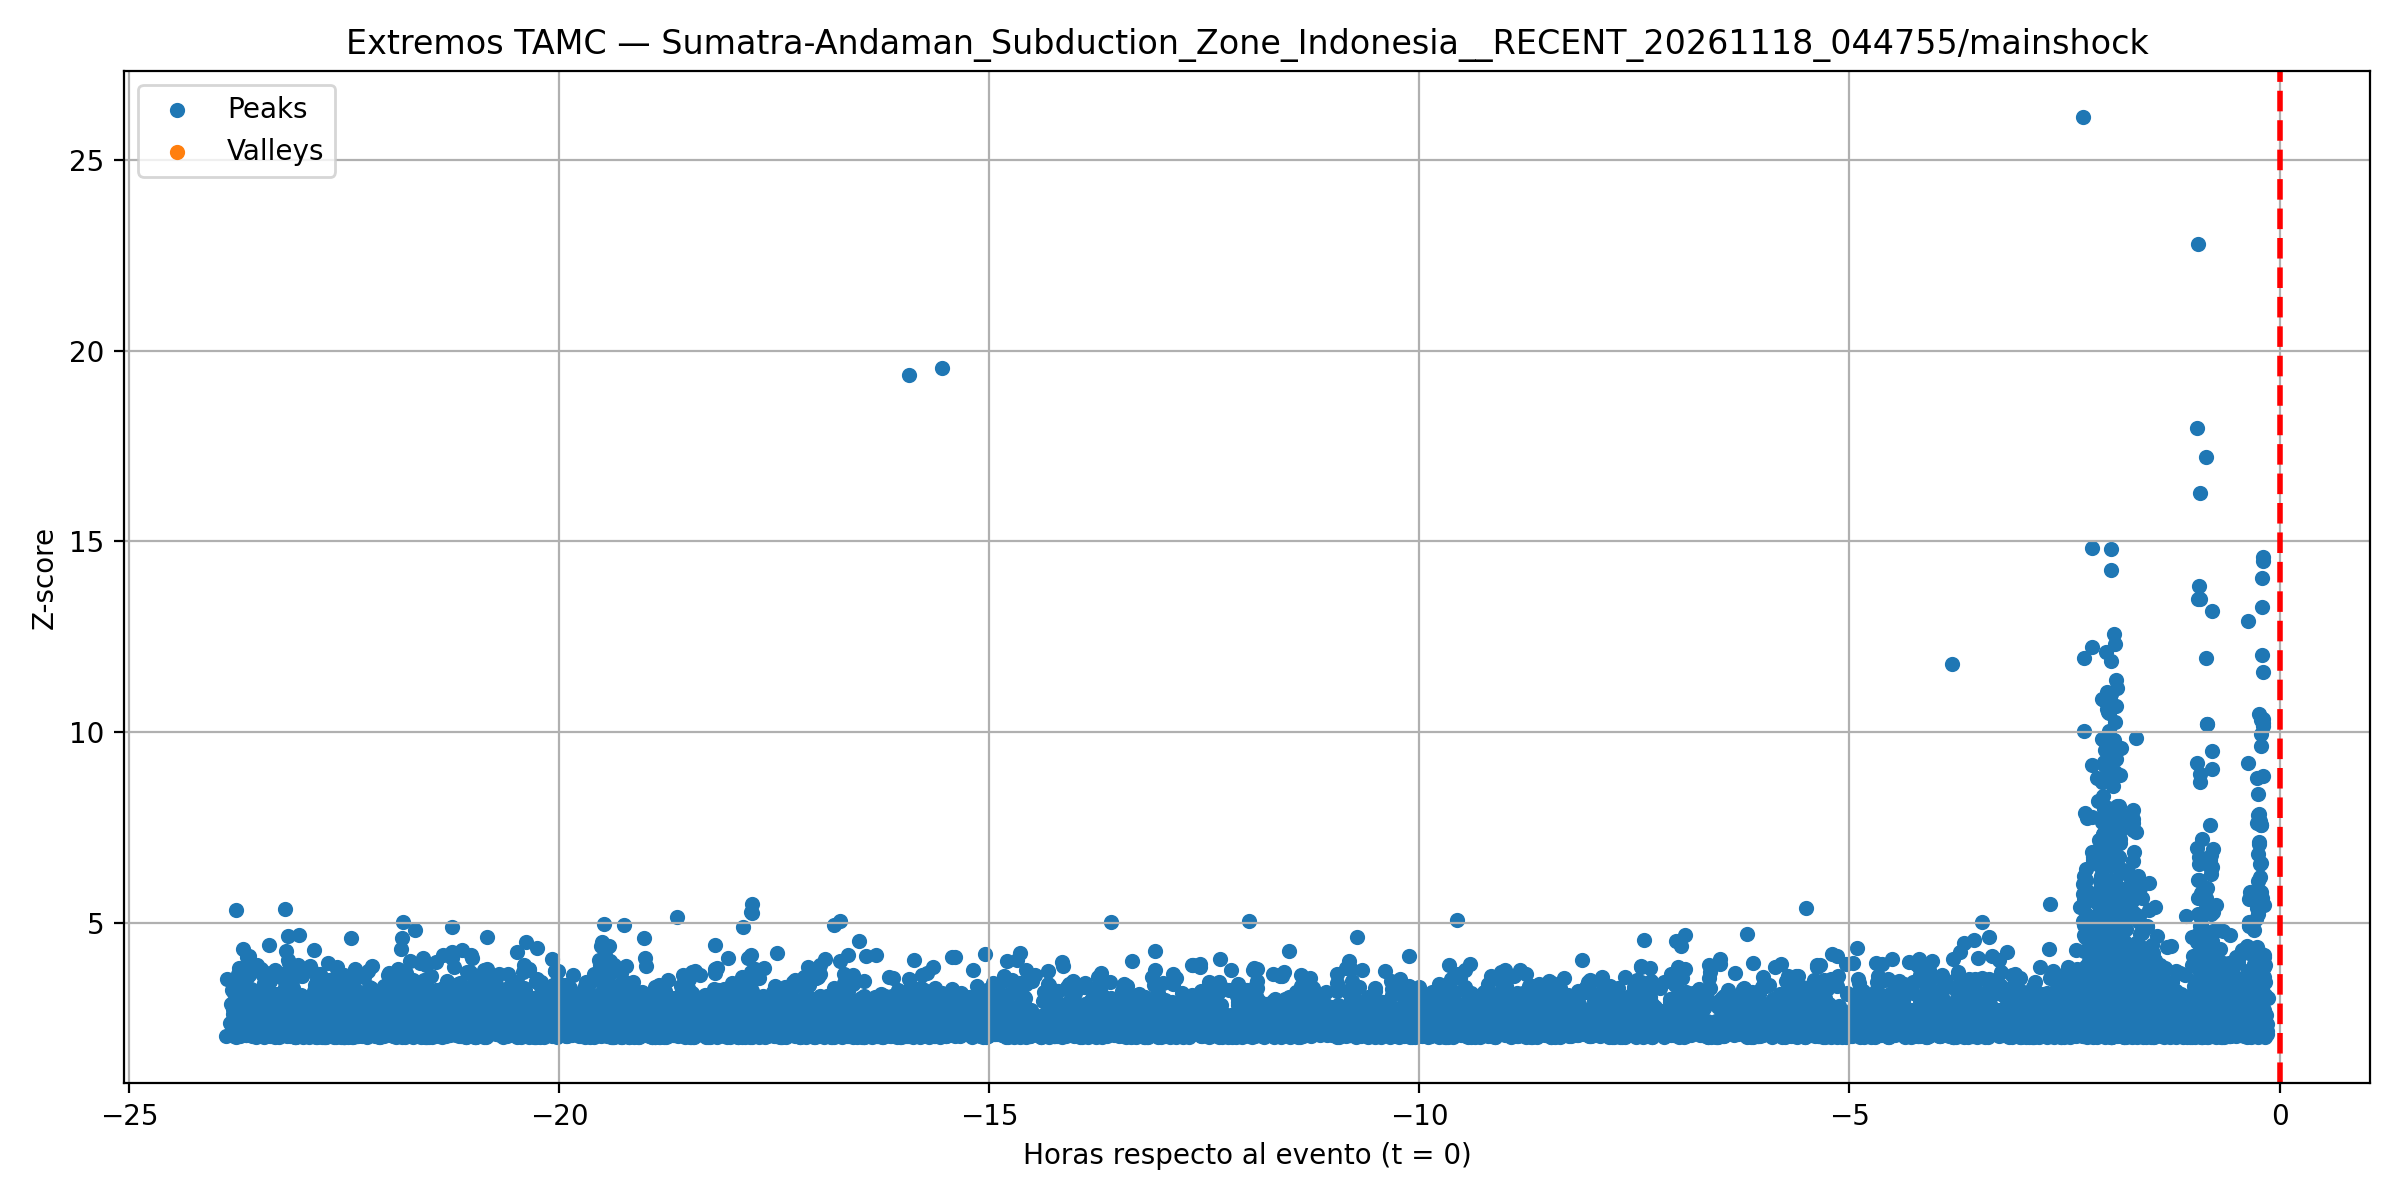 Extremos TAMC — Sumatra-Andaman_Subduction_Zone_Indonesia__RECENT_20261118_044755/mainshock
Peaks
Valleys
Z-score
25
20
15
10
5
−25
−20
−15
−10
−5
0
Horas respecto al evento (t = 0)